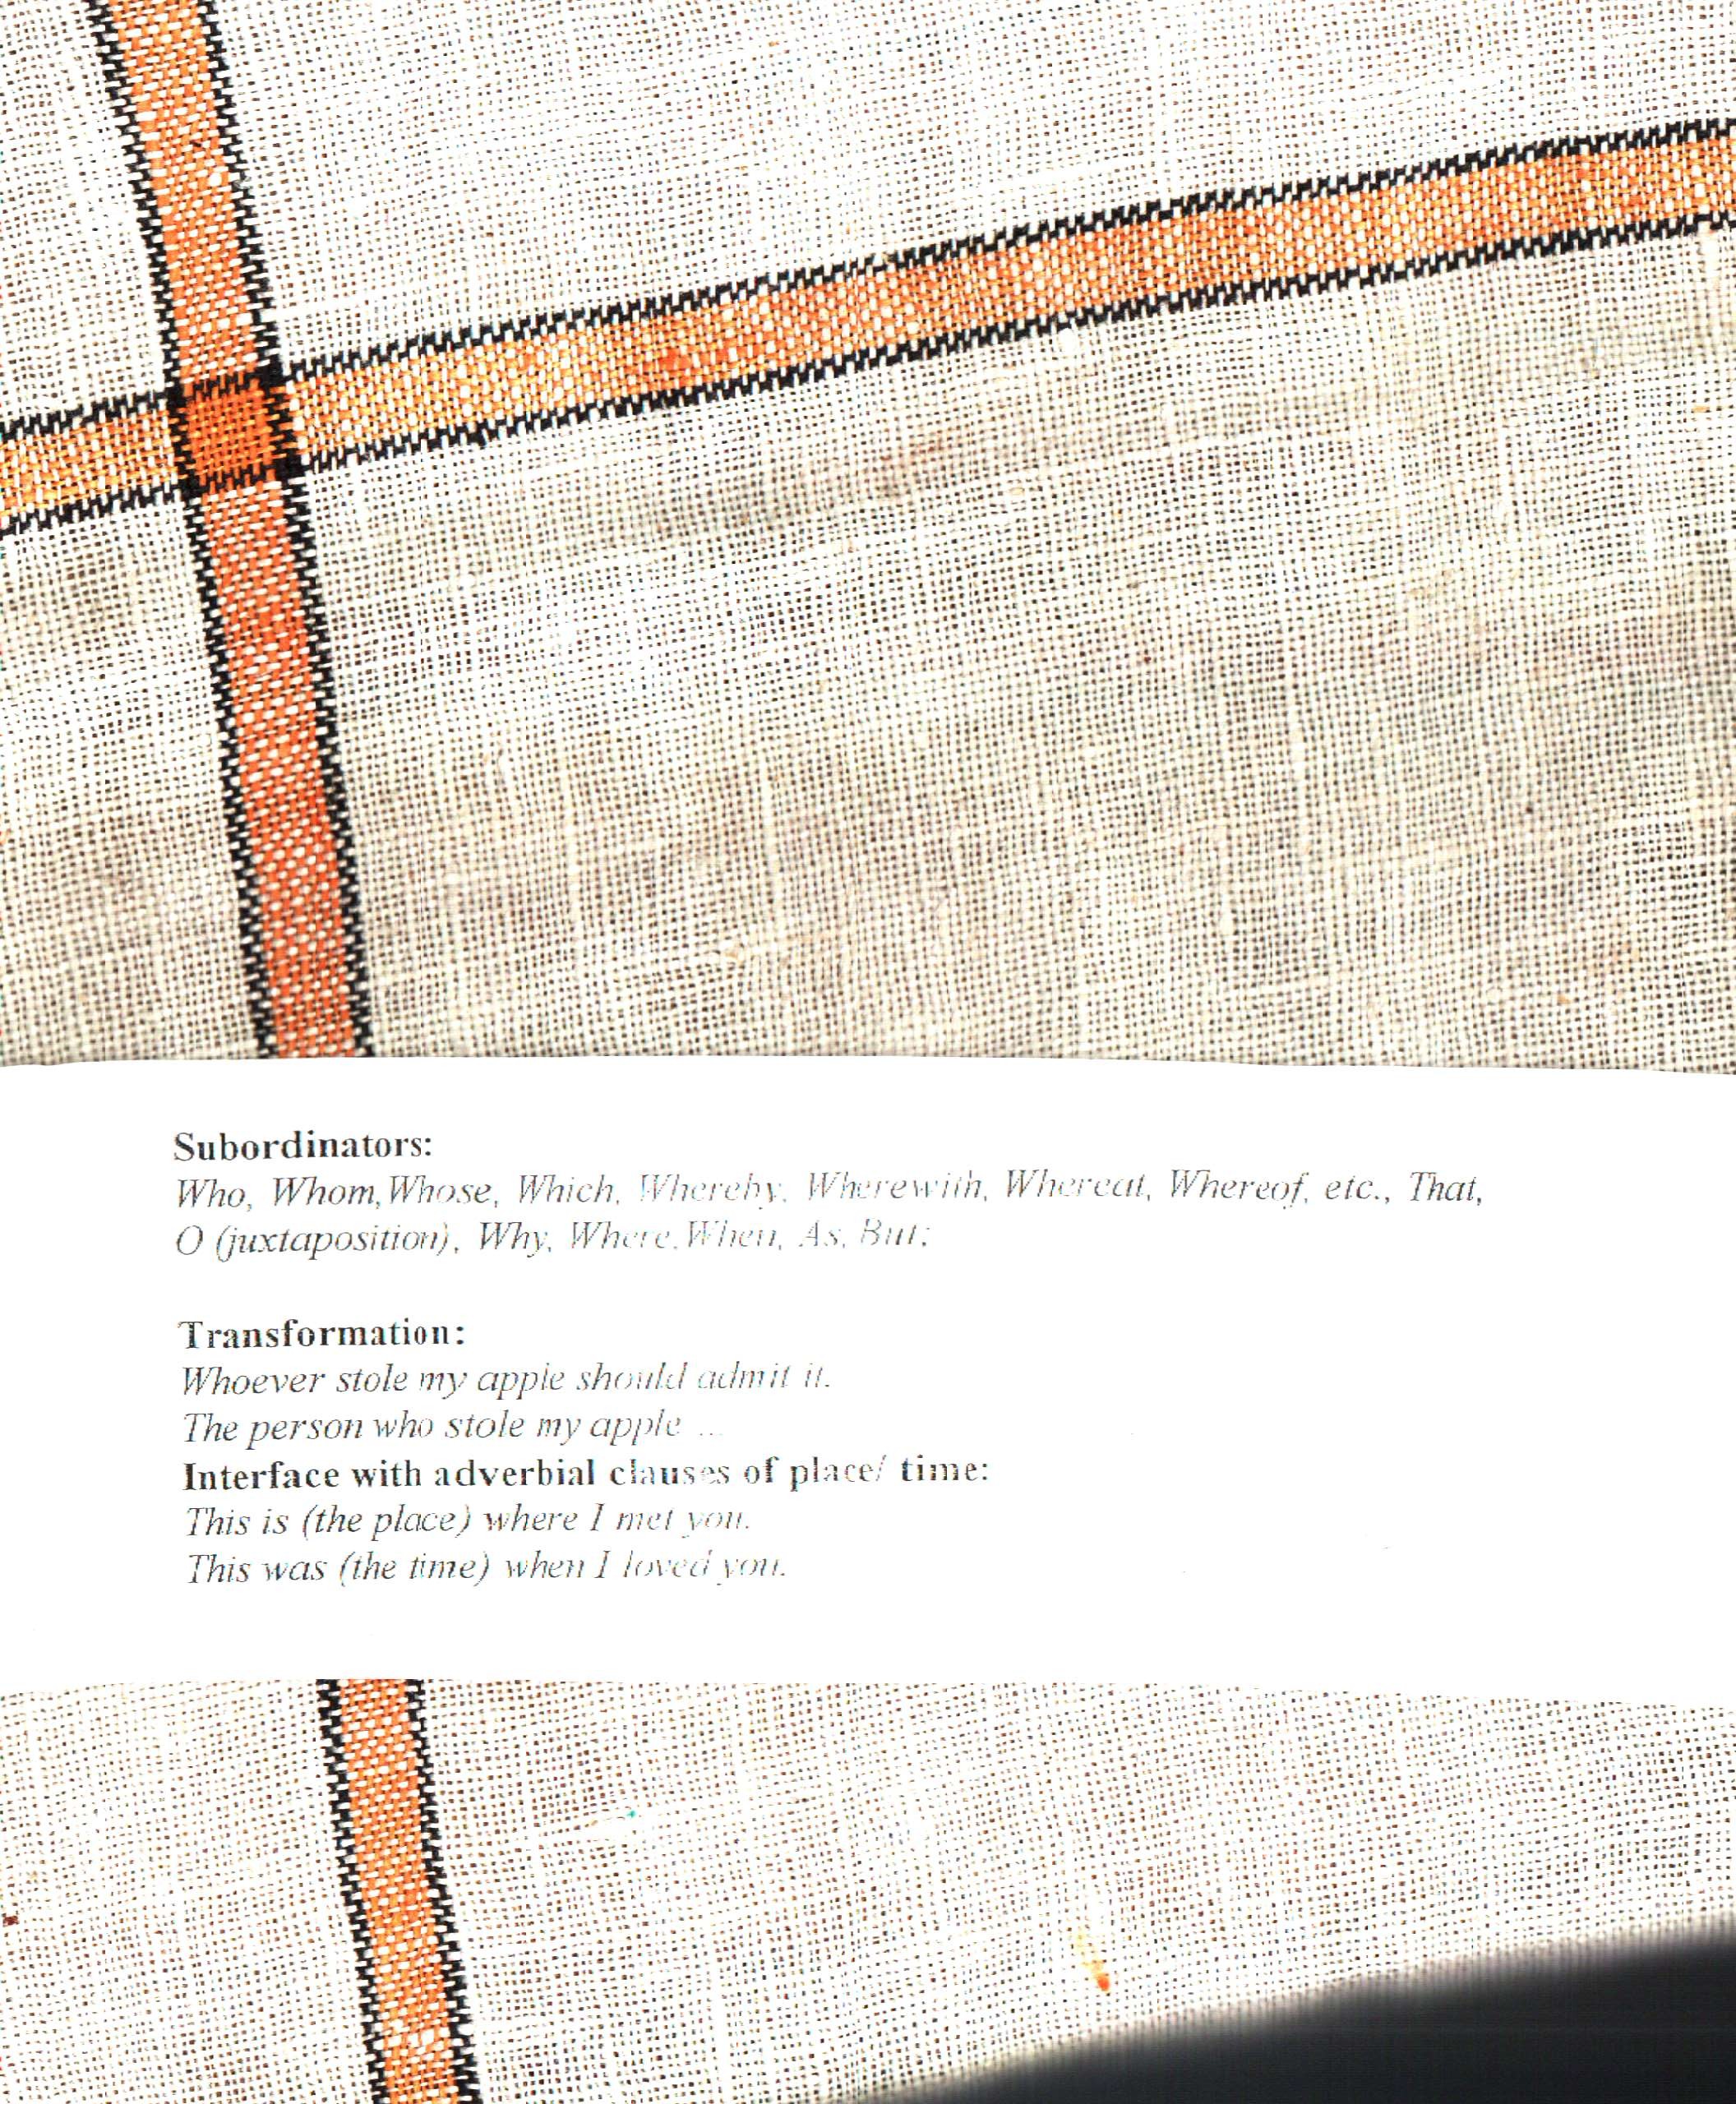 Subordinators:
Who, Whom,Whose, Which, Whereby, Wherewith, Whereat, Whereof, etc., That,
O (juxtaposition), Why, Where,When, As, But;
Transformation:
Whoever stole my apple should admit it.
The person who stole my apple ...
Interface with adverbial clauses of place/ time:
This is (the place) where I met you.
This was (the time) when I loved you.